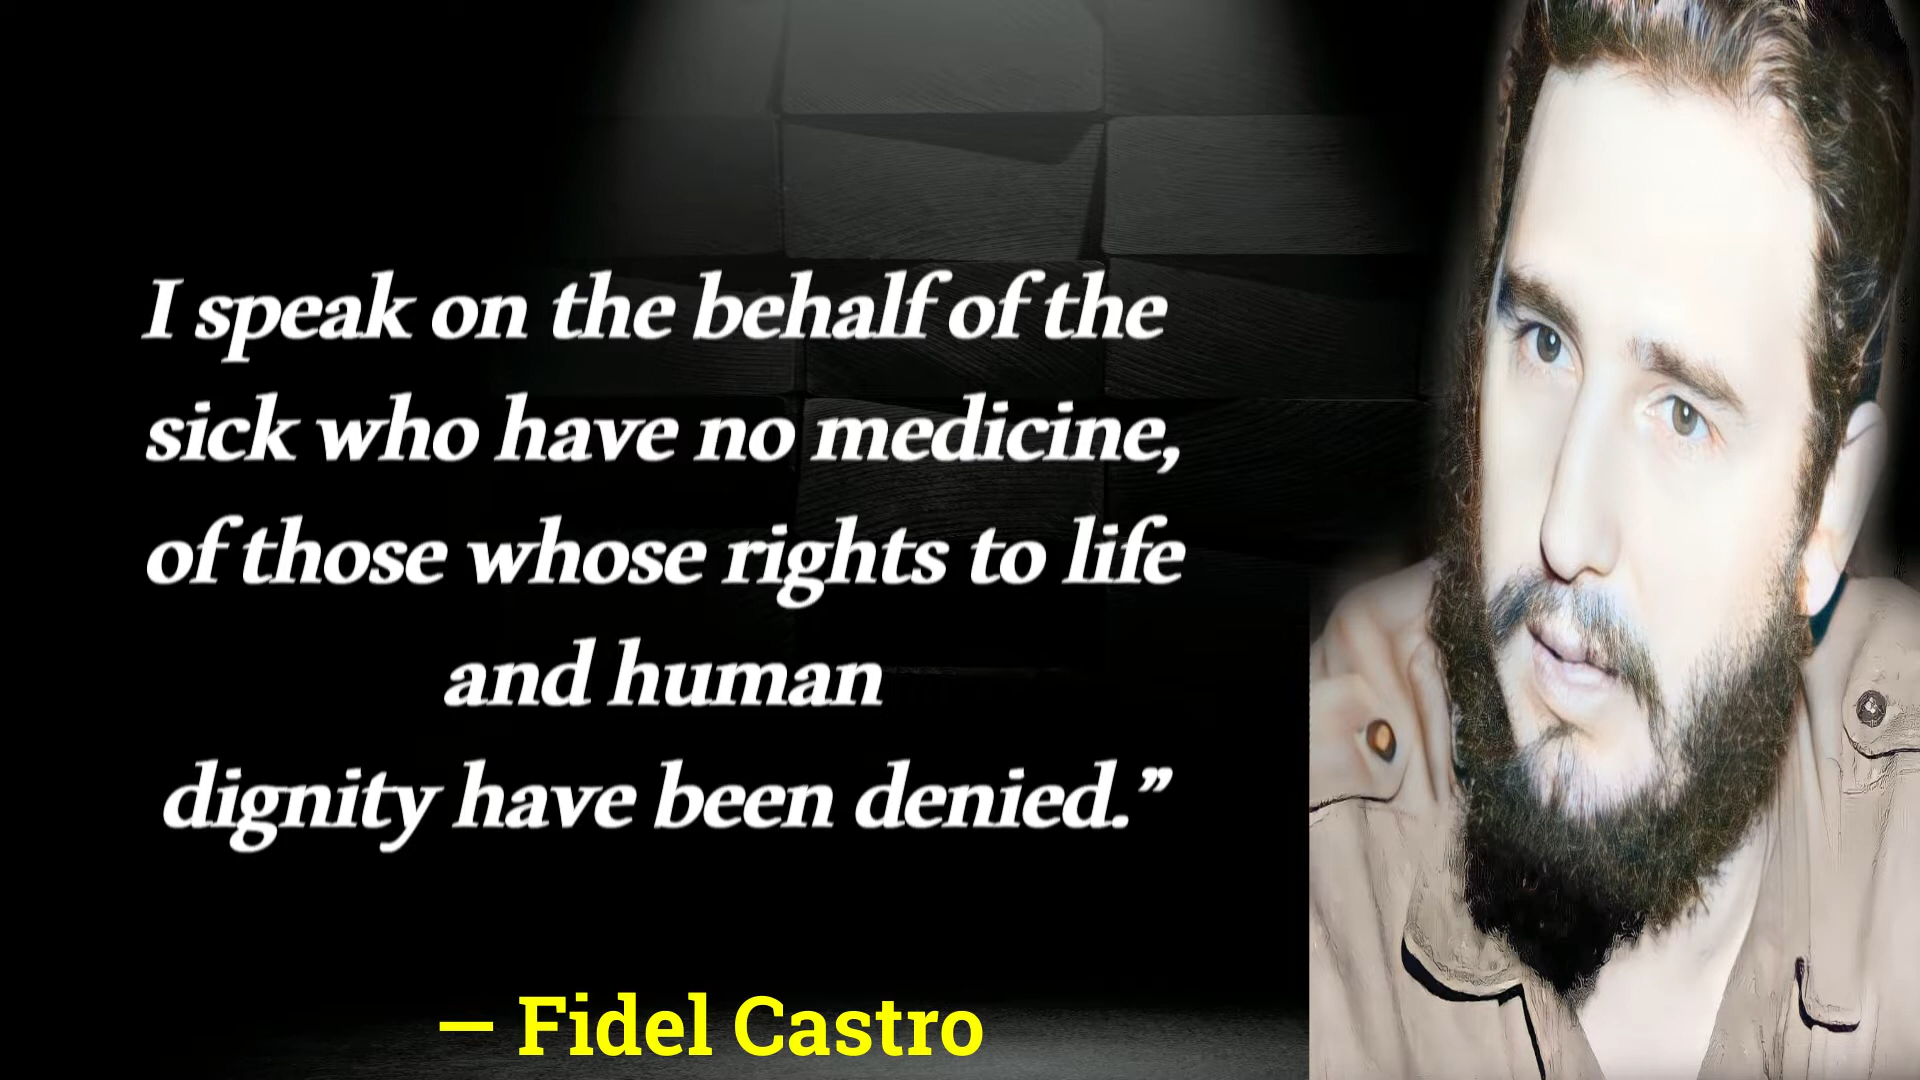 I speak on the behalf of the
sick who have no medicine,
of those whose rights to life
and human
dignity have been denied.”
— Fidel Castro